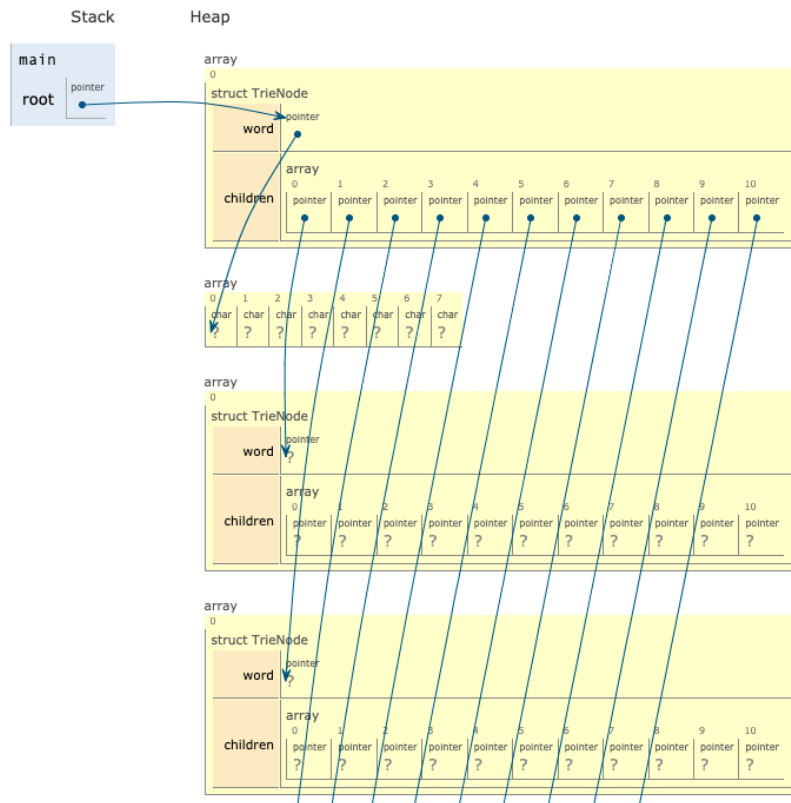 Stack Heap
main
pointer
root
array
0
struct TrieNode
pointer
word
array
0 1 2 3 4 5 6 7 8 9 10
children
pointer pointer pointer pointer pointer pointer pointer pointer pointer pointer pointer
array
0 1 2 3 4 5 6 7
char char char char char char char char
? ? ? ? ? ? ? ?
array
0
struct TrieNode
pointer
word
?
array
0 1 2 3 4 5 6 7 8 9 10
pointer pointer pointer pointer pointer pointer pointer pointer pointer pointer pointer
children
? ? ? ? ? ? ? ? ? ? ?
array
0
struct TrieNode
pointer
word
?
array
0 1 2 3 4 5 6 7 8 9 10
pointer pointer pointer pointer pointer pointer pointer pointer pointer pointer pointer
children
? ? ? ? ? ? ? ? ? ? ?